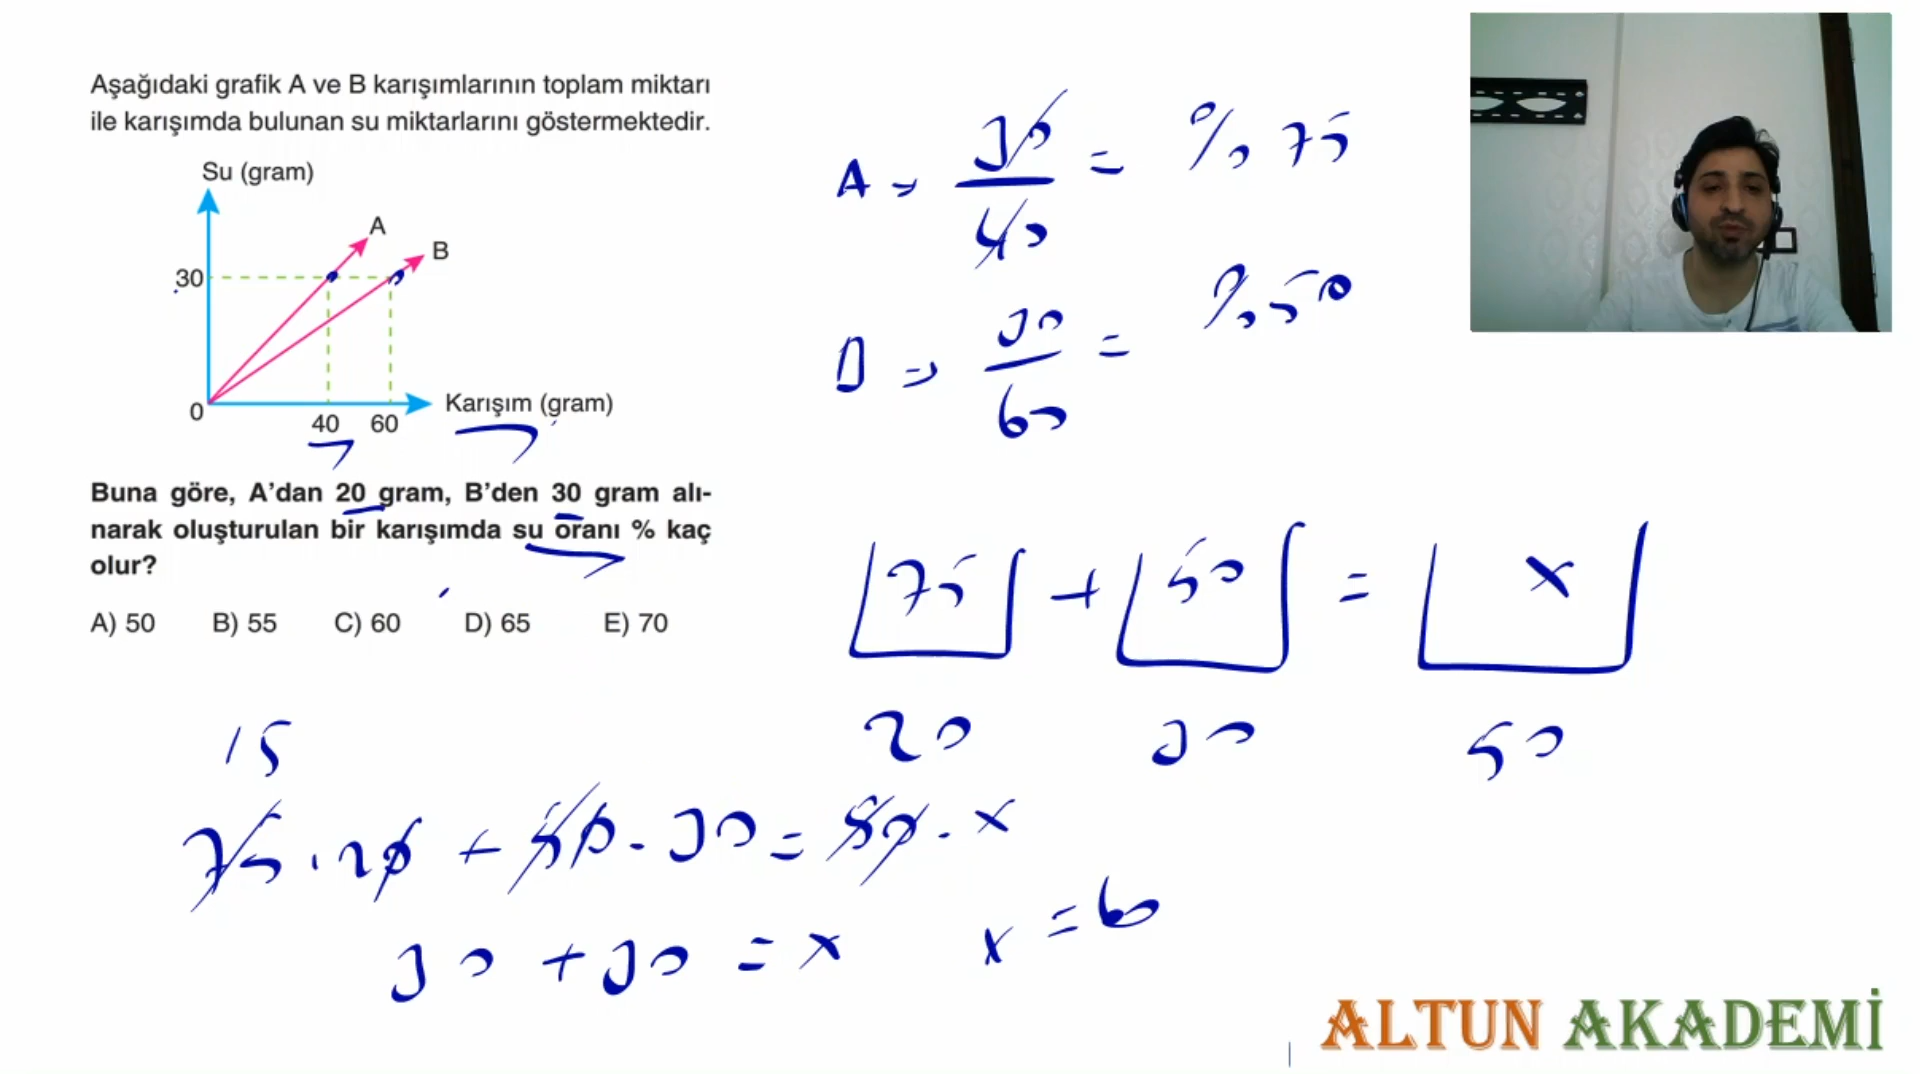 Aşağıdaki grafik A ve B karışımlarının toplam miktarı
ile karışımda bulunan su miktarlarını göstermektedir.
Su (gram)
A
B
30
0
40 60
Karışım (gram)
Buna göre, A'dan 20 gram, B'den 30 gram alı-
narak oluşturulan bir karışımda su oranı % kaç
olur?
A) 50 B) 55 C) 60 D) 65 E) 70
A => 30/40 = % 75
B => 30/60 = % 50
75 + 50 = x
20 30 50
15
75 . 20 + 50 . 30 = 50 . x
30 + 30 = x x = 60
ALTUN AKADEMİ